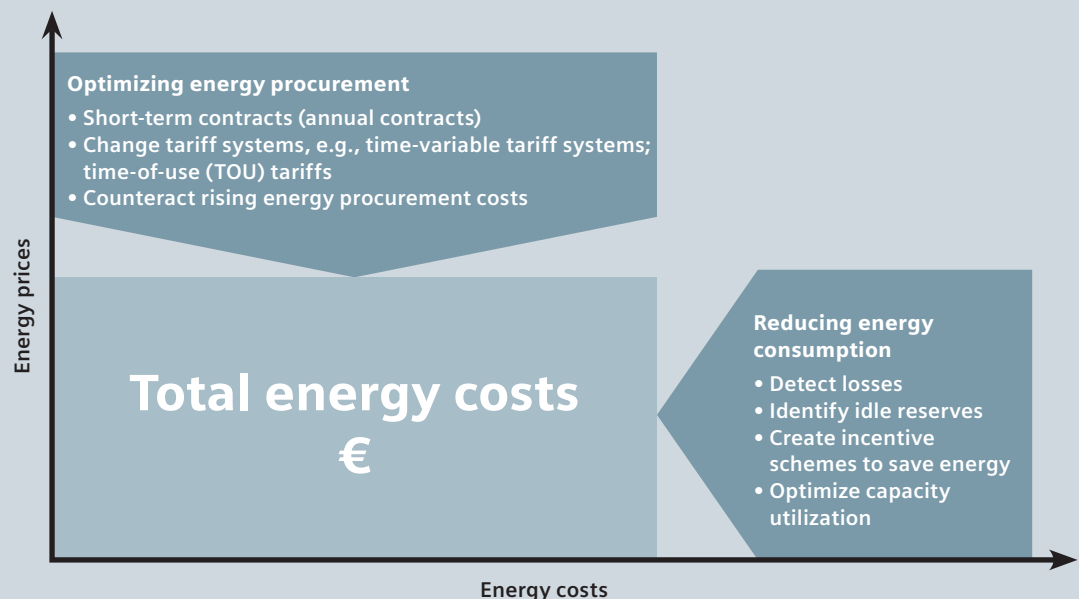 Optimizing energy procurement
• Short-term contracts (annual contracts)
• Change tariff systems, e.g., time-variable tariff systems;
time-of-use (TOU) tariffs
• Counteract rising energy procurement costs
Energy prices
Total energy costs
€
Reducing energy
consumption
• Detect losses
• Identify idle reserves
• Create incentive
schemes to save energy
• Optimize capacity
utilization
Energy costs